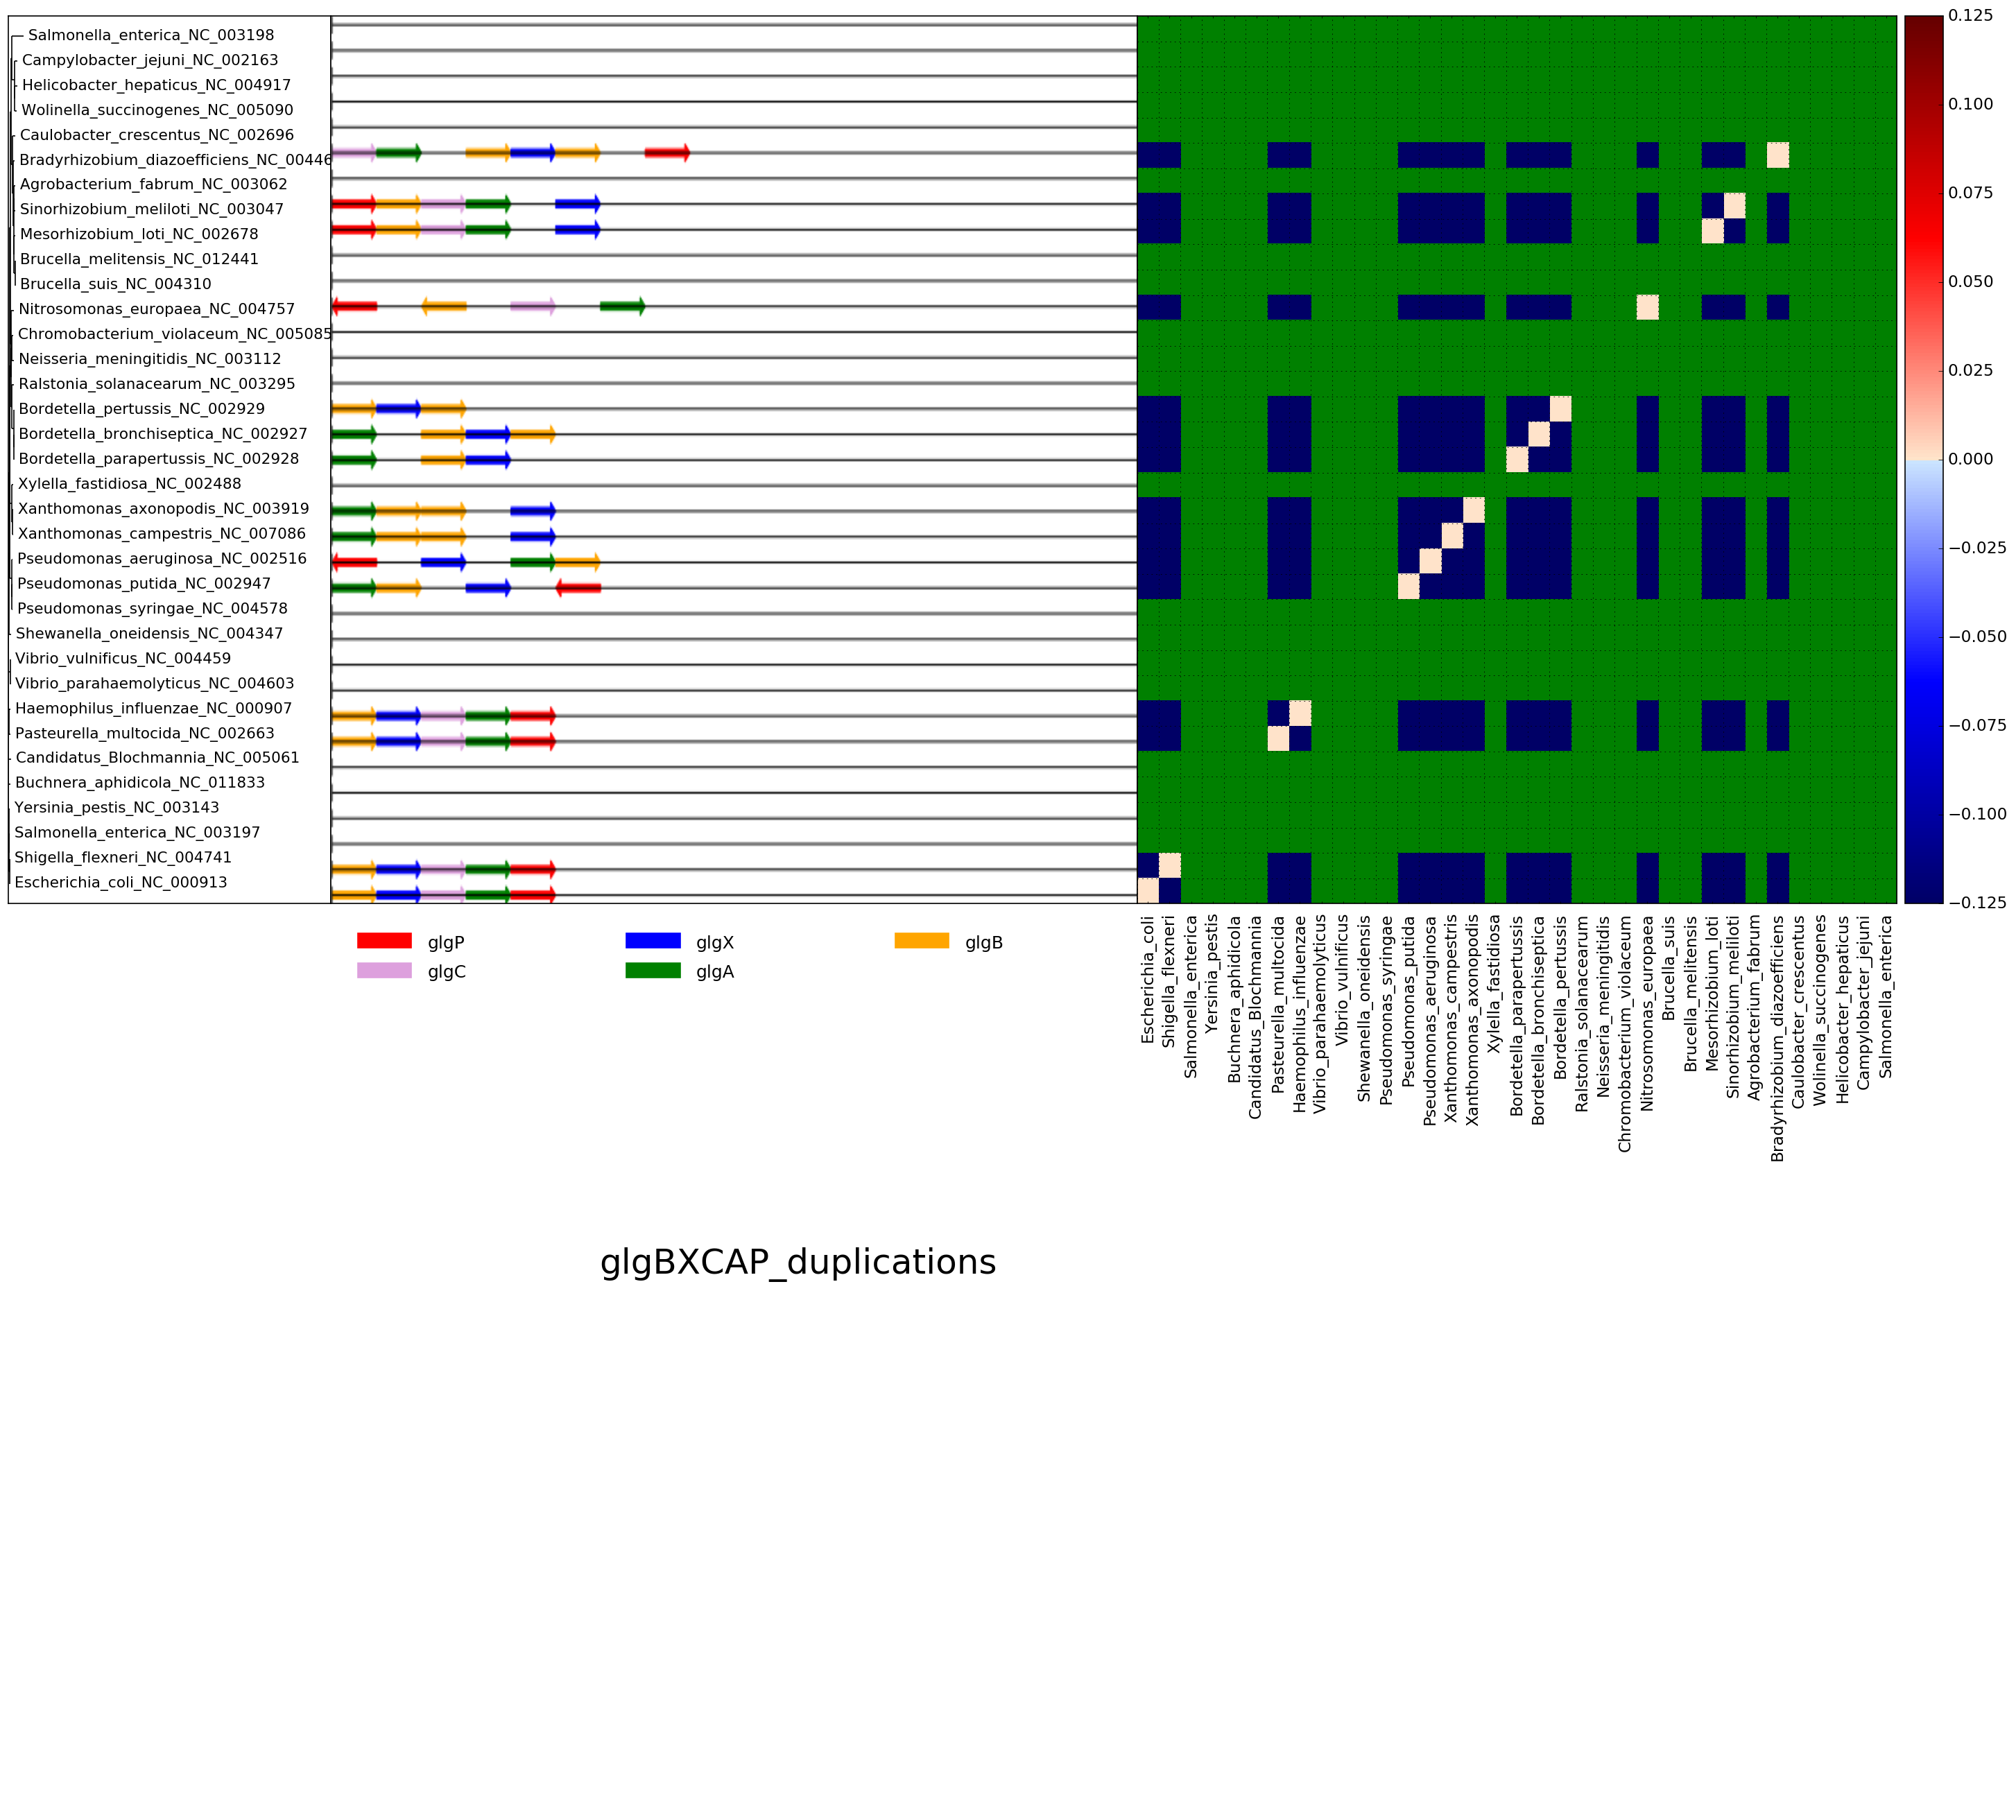 Salmonella_enterica_NC_003198
Campylobacter_jejuni_NC_002163
Helicobacter_hepaticus_NC_004917
Wolinella_succinogenes_NC_005090
Caulobacter_crescentus_NC_002696
Bradyrhizobium_diazoefficiens_NC_00446
Agrobacterium_fabrum_NC_003062
Sinorhizobium_meliloti_NC_003047
Mesorhizobium_loti_NC_002678
Brucella_melitensis_NC_012441
Brucella_suis_NC_004310
Nitrosomonas_europaea_NC_004757
Chromobacterium_violaceum_NC_005085
Neisseria_meningitidis_NC_003112
Ralstonia_solanacearum_NC_003295
Bordetella_pertussis_NC_002929
Bordetella_bronchiseptica_NC_002927
Bordetella_parapertussis_NC_002928
Xylella_fastidiosa_NC_002488
Xanthomonas_axonopodis_NC_003919
Xanthomonas_campestris_NC_007086
Pseudomonas_aeruginosa_NC_002516
Pseudomonas_putida_NC_002947
Pseudomonas_syringae_NC_004578
Shewanella_oneidensis_NC_004347
Vibrio_vulnificus_NC_004459
Vibrio_parahaemolyticus_NC_004603
Haemophilus_influenzae_NC_000907
Pasteurella_multocida_NC_002663
Candidatus_Blochmannia_NC_005061
Buchnera_aphidicola_NC_011833
Yersinia_pestis_NC_003143
Salmonella_enterica_NC_003197
Shigella_flexneri_NC_004741
Escherichia_coli_NC_000913
0.125
0.100
0.075
0.050
0.025
0.000
−0.025
−0.050
−0.075
−0.100
−0.125
Escherichia_coli
Shigella_flexneri
Salmonella_enterica
Yersinia_pestis
Buchnera_aphidicola
Candidatus_Blochmannia
Pasteurella_multocida
Haemophilus_influenzae
Vibrio_parahaemolyticus
Vibrio_vulnificus
Shewanella_oneidensis
Pseudomonas_syringae
Pseudomonas_putida
Pseudomonas_aeruginosa
Xanthomonas_campestris
Xanthomonas_axonopodis
Xylella_fastidiosa
Bordetella_parapertussis
Bordetella_bronchiseptica
Bordetella_pertussis
Ralstonia_solanacearum
Neisseria_meningitidis
Chromobacterium_violaceum
Nitrosomonas_europaea
Brucella_suis
Brucella_melitensis
Mesorhizobium_loti
Sinorhizobium_meliloti
Agrobacterium_fabrum
Bradyrhizobium_diazoefficiens
Caulobacter_crescentus
Wolinella_succinogenes
Helicobacter_hepaticus
Campylobacter_jejuni
Salmonella_enterica
glgP glgX glgB
glgC glgA
glgBXCAP_duplications